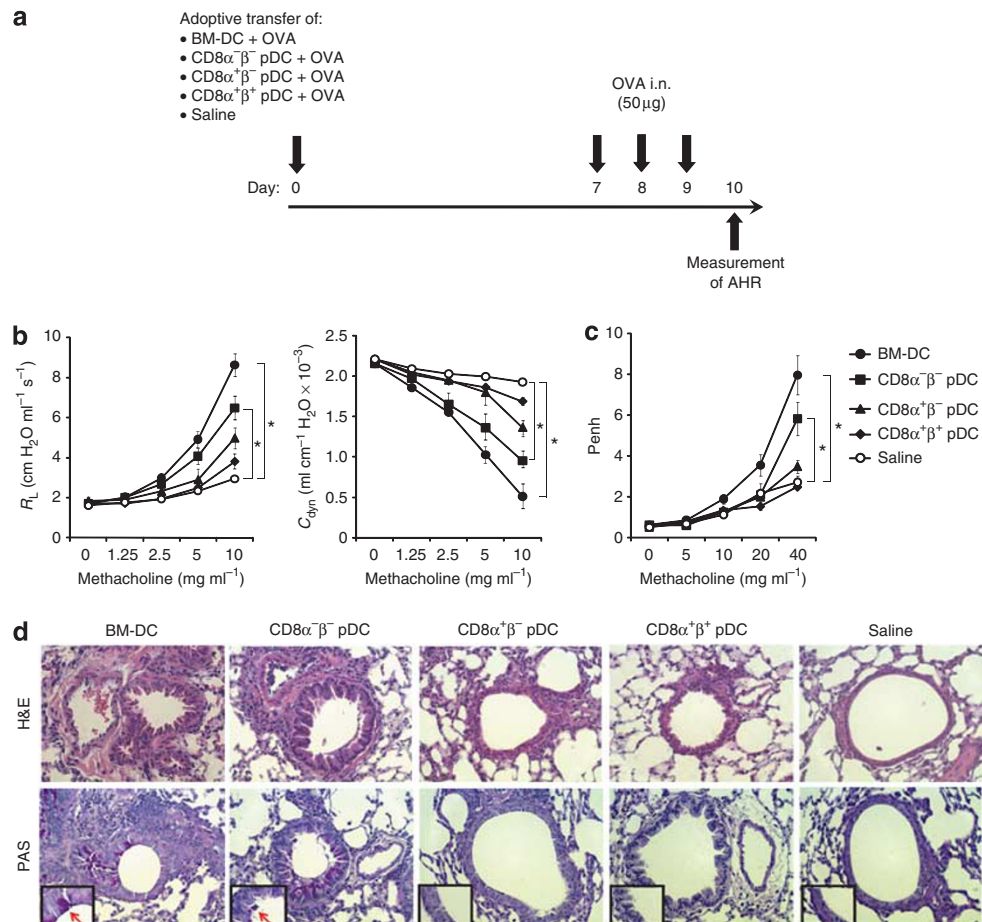 a
Adoptive transfer of:
• BM-DC + OVA
• CD8α⁻β⁻ pDC + OVA
• CD8α⁺β⁻ pDC + OVA
• CD8α⁺β⁺ pDC + OVA
• Saline
OVA i.n.
(50 µg)
Day: 0 7 8 9 10
Measurement
of AHR
b
R_L (cm H₂O ml⁻¹ s⁻¹)
10
8
6
4
2
0
0 1.25 2.5 5 10
Methacholine (mg ml⁻¹)
*
*
C_dyn (ml cm⁻¹ H₂O × 10⁻³)
2.5
2.0
1.5
1.0
0.5
0
0 1.25 2.5 5 10
Methacholine (mg ml⁻¹)
*
*
c
Penh
10
8
6
4
2
0
0 5 10 20 40
Methacholine (mg ml⁻¹)
*
*
BM-DC
CD8α⁻β⁻ pDC
CD8α⁺β⁻ pDC
CD8α⁺β⁺ pDC
Saline
d
BM-DC CD8α⁻β⁻ pDC CD8α⁺β⁻ pDC CD8α⁺β⁺ pDC Saline
H&E
PAS